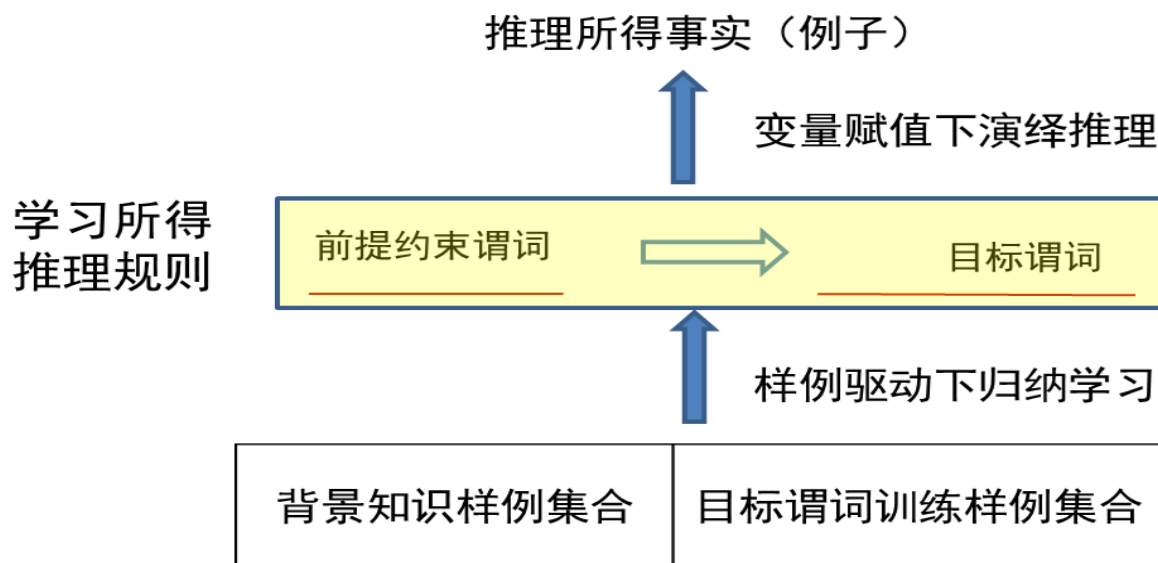 推理所得事实（例子）
变量赋值下演绎推理
学习所得
推理规则
前提约束谓词
目标谓词
样例驱动下归纳学习
背景知识样例集合
目标谓词训练样例集合